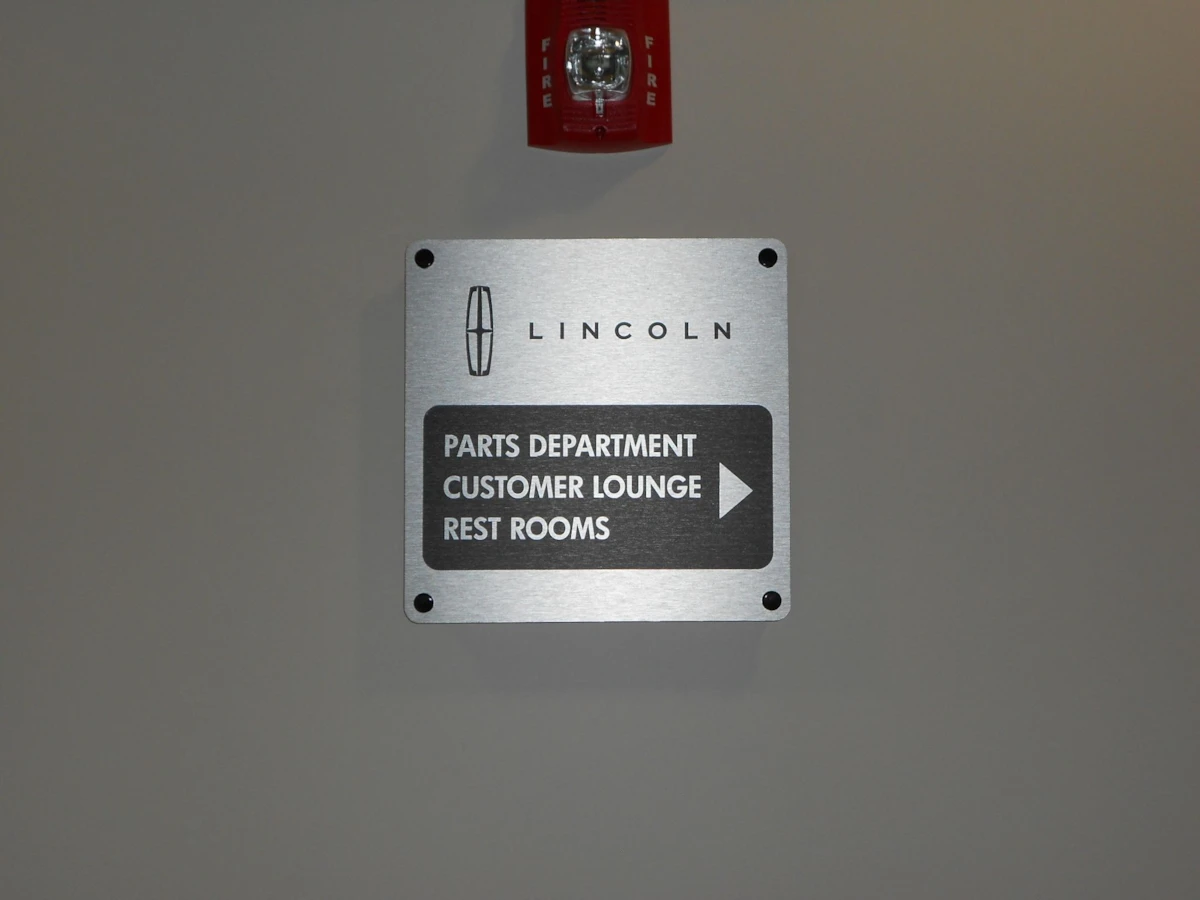 FIRE FIRE
LINCOLN
PARTS DEPARTMENT
CUSTOMER LOUNGE
REST ROOMS